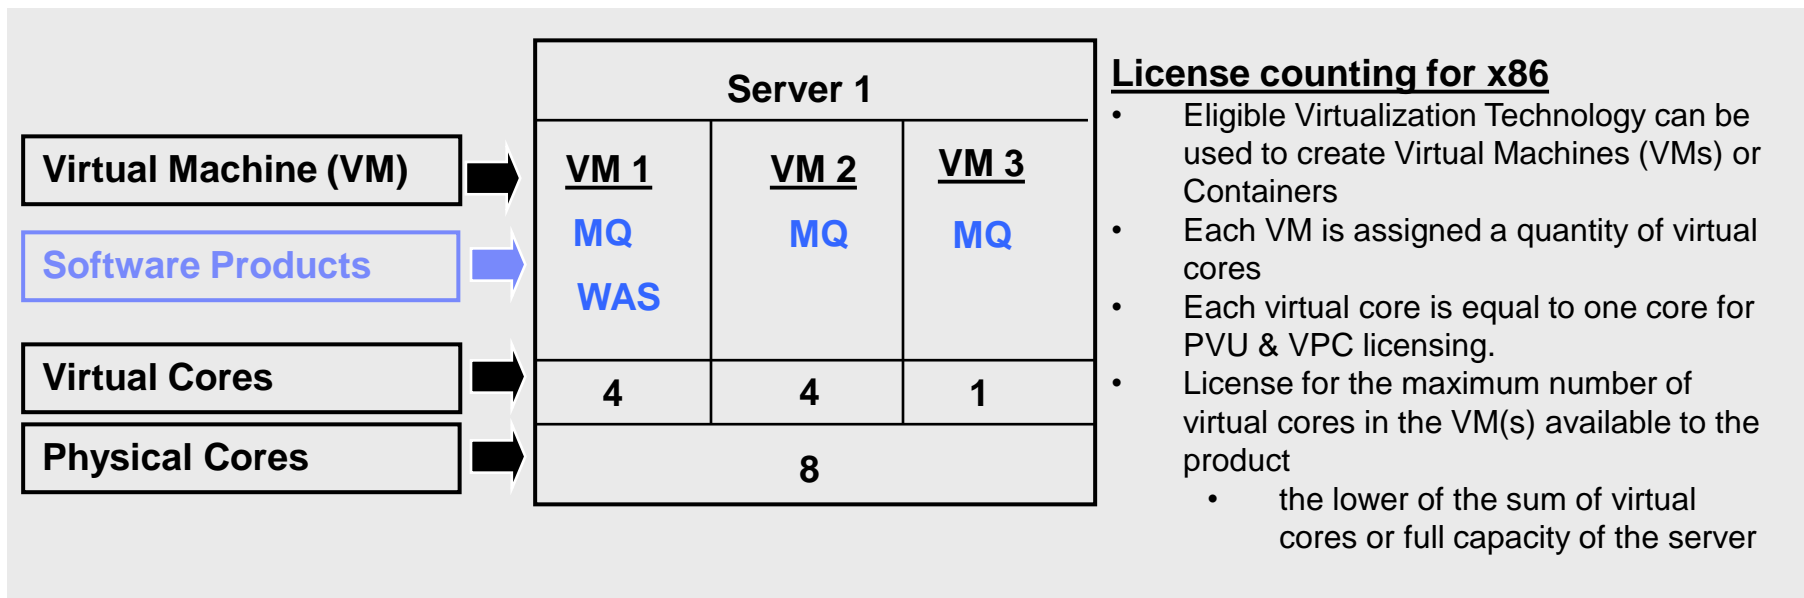 Server 1
Virtual Machine (VM)
VM 1
VM 2
VM 3
Software Products
MQ
MQ
MQ
WAS
Virtual Cores
4
4
1
Physical Cores
8
License counting for x86
• Eligible Virtualization Technology can be
used to create Virtual Machines (VMs) or
Containers
• Each VM is assigned a quantity of virtual
cores
• Each virtual core is equal to one core for
PVU & VPC licensing.
• License for the maximum number of
virtual cores in the VM(s) available to the
product
• the lower of the sum of virtual
cores or full capacity of the server